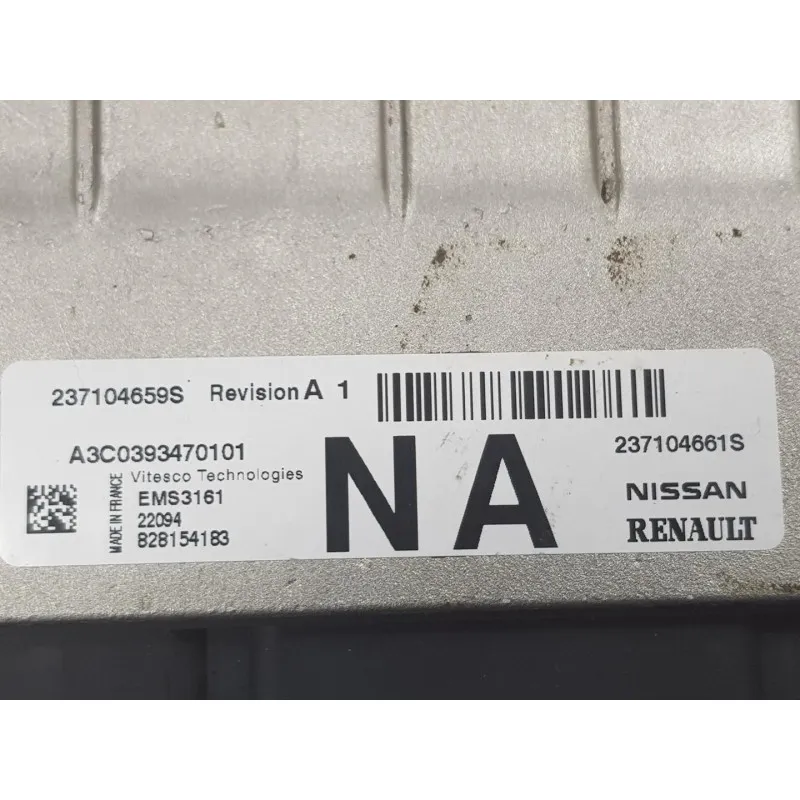 237104659S Revision A 1
A3C0393470101
Vitesco Technologies
MADE IN FRANCE
EMS3161
22094
828154183
NA
237104661S
NISSAN
RENAULT